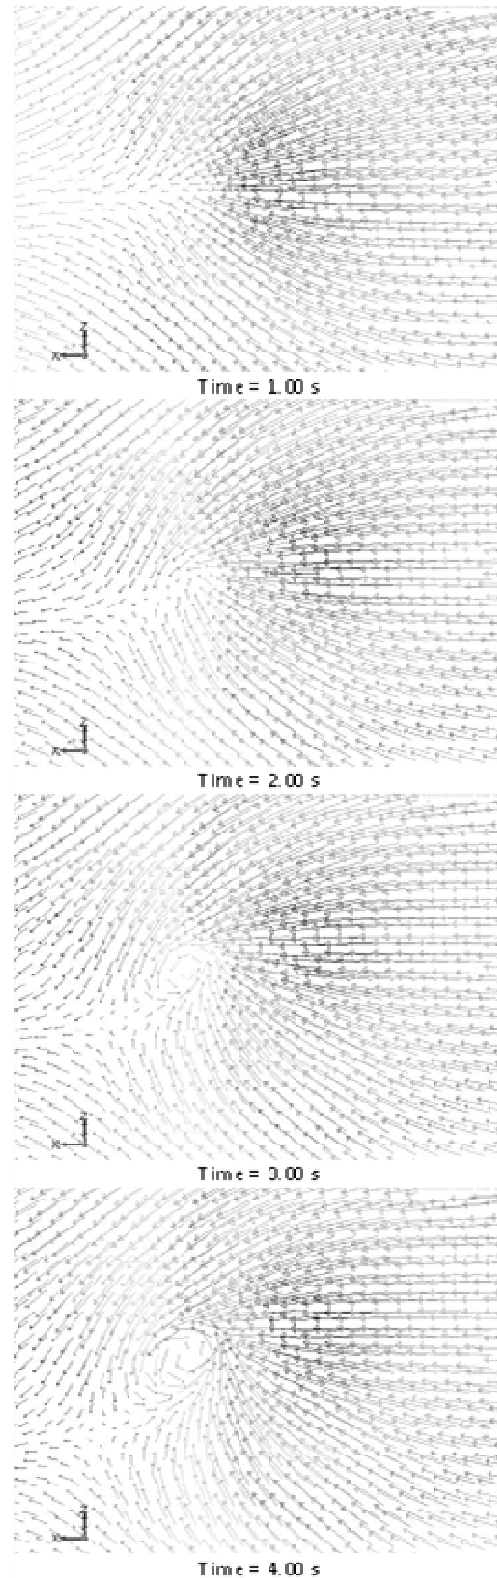 Z
X
Time = 1.00 s
Z
X
Time = 2.00 s
Z
X
Time = 3.00 s
Z
X
Time = 4.00 s